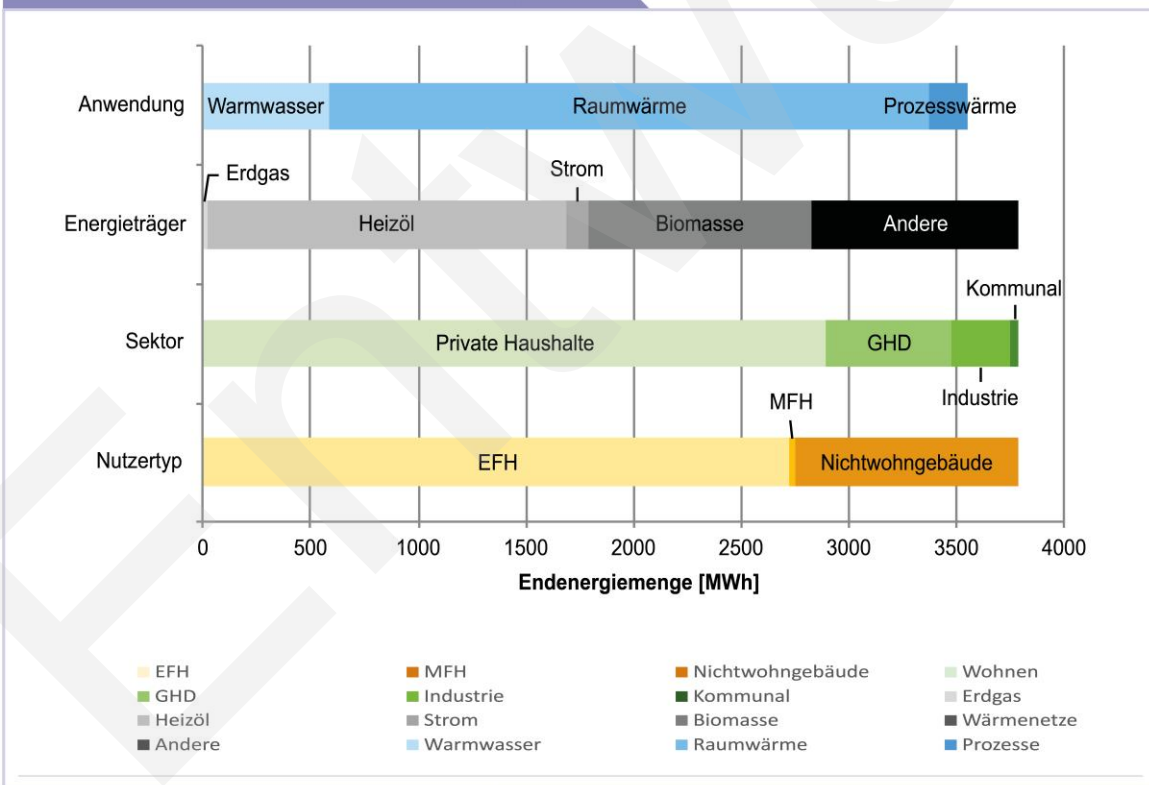 Anwendung Warmwasser Raumwärme Prozesswärme
Erdgas Strom
Energieträger Heizöl Biomasse Andere
Kommunal
Sektor Private Haushalte GHD
Industrie
MFH
Nutzertyp EFH Nichtwohngebäude
0 500 1000 1500 2000 2500 3000 3500 4000
Endenergiemenge [MWh]
EFH MFH Nichtwohngebäude Wohnen
GHD Industrie Kommunal Erdgas
Heizöl Strom Biomasse Wärmenetze
Andere Warmwasser Raumwärme Prozesse